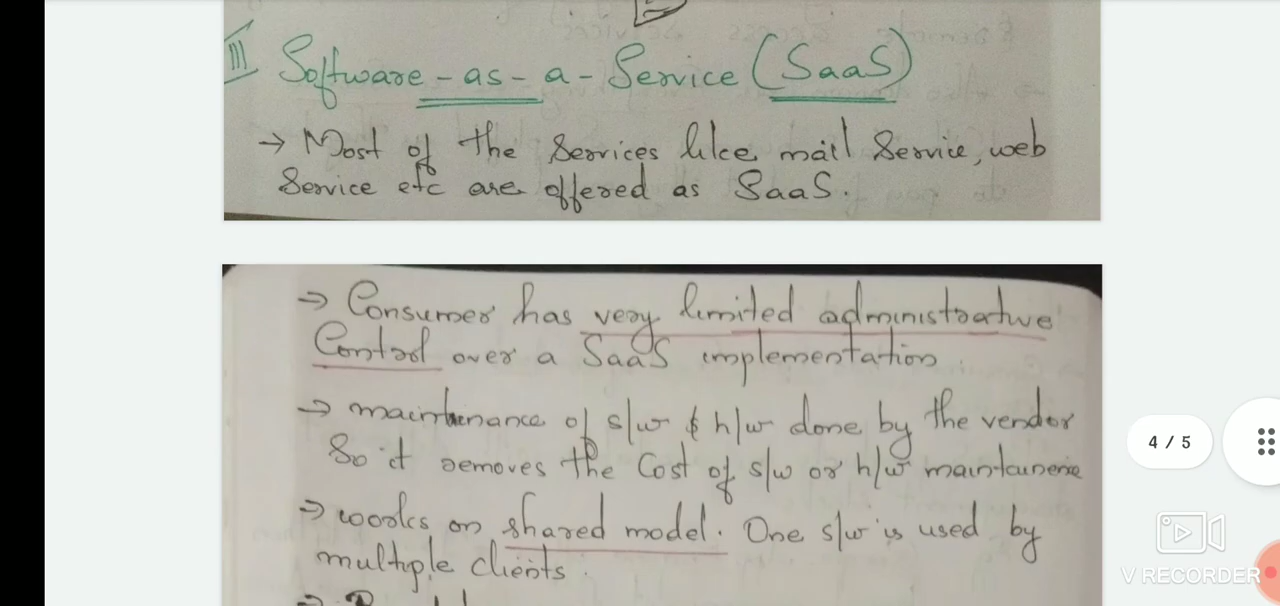 III Software-as-a-Service (SaaS)
→ Most of the Services like mail Service, web
Service etc are offered as SaaS.
→ Consumer has very limited administrative
Control over a SaaS implementation
→ maintenance of s/w & h/w done by the vendor
So it removes the Cost of s/w or h/w
→ works on shared model. One s/w is used by
multiple clients.
4 / 5
V RECORDER